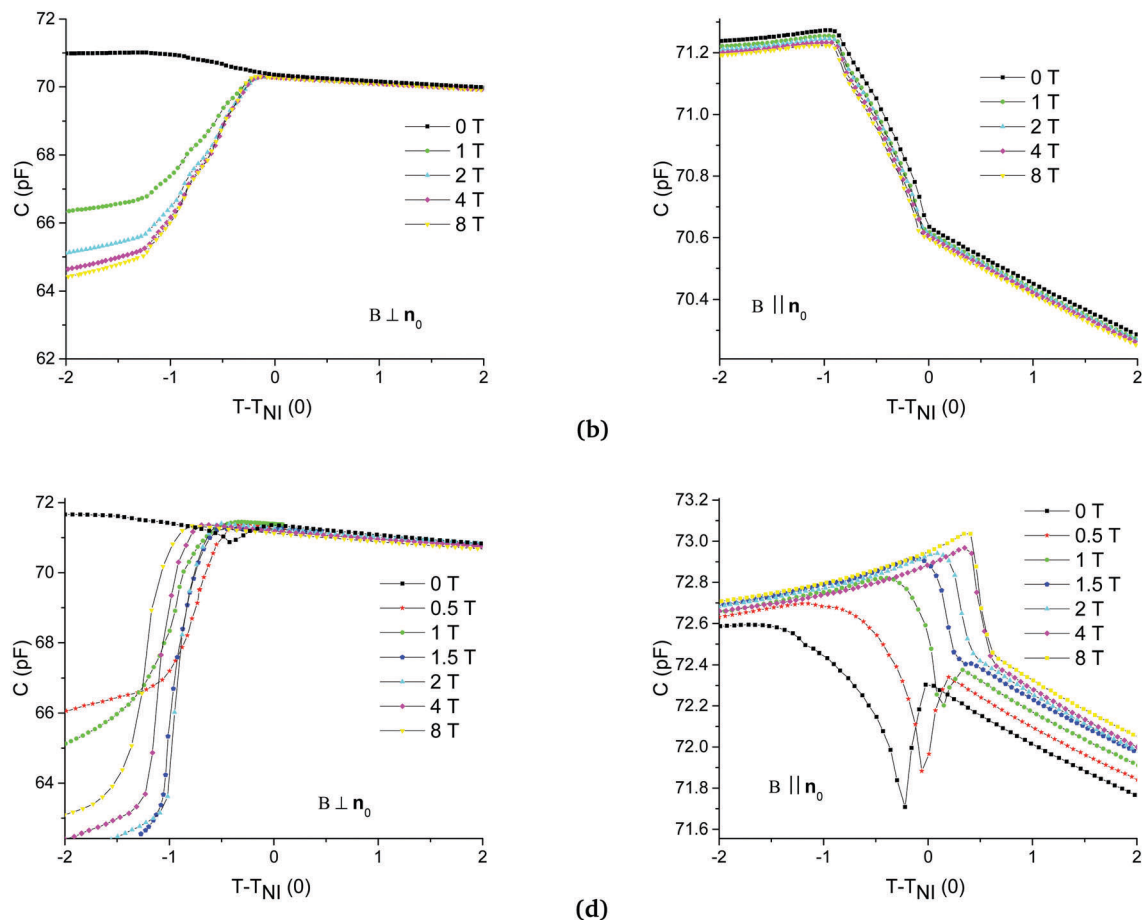 72
71
70
68
66
65
64
62
-2
-1
0
1
2
C (pF)
0 T
1 T
2 T
4 T
8 T
B ⊥ n0
T-TNI (0)
71.2
71.0
70.8
70.6
70.4
-2
-1
0
1
2
C (pF)
0 T
1 T
2 T
4 T
8 T
B || n0
T-TNI (0)
(b)
72
70
68
66
64
-2
-1
0
1
2
C (pF)
0 T
0.5 T
1 T
1.5 T
2 T
4 T
8 T
B ⊥ n0
T-TNI (0)
73.2
73.0
72.8
72.6
72.4
72.2
72.0
71.8
71.6
-2
-1
0
1
2
C (pF)
0 T
0.5 T
1 T
1.5 T
2 T
4 T
8 T
B || n0
T-TNI (0)
(d)